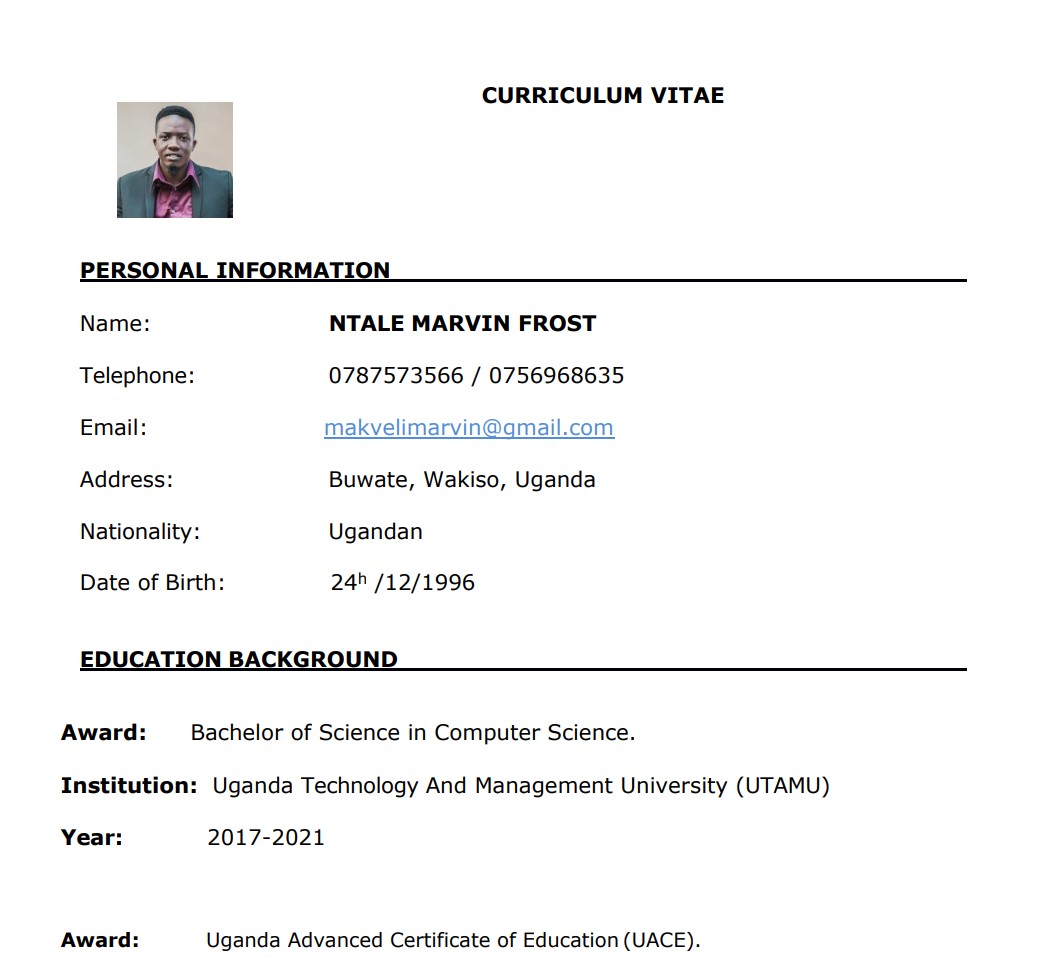 CURRICULUM VITAE
PERSONAL INFORMATION
Name: NTALE MARVIN FROST
Telephone: 0787573566 / 0756968635
Email: makvelimarvin@gmail.com
Address: Buwate, Wakiso, Uganda
Nationality: Ugandan
Date of Birth: 24h /12/1996
EDUCATION BACKGROUND
Award: Bachelor of Science in Computer Science.
Institution: Uganda Technology And Management University (UTAMU)
Year: 2017-2021
Award: Uganda Advanced Certificate of Education (UACE).